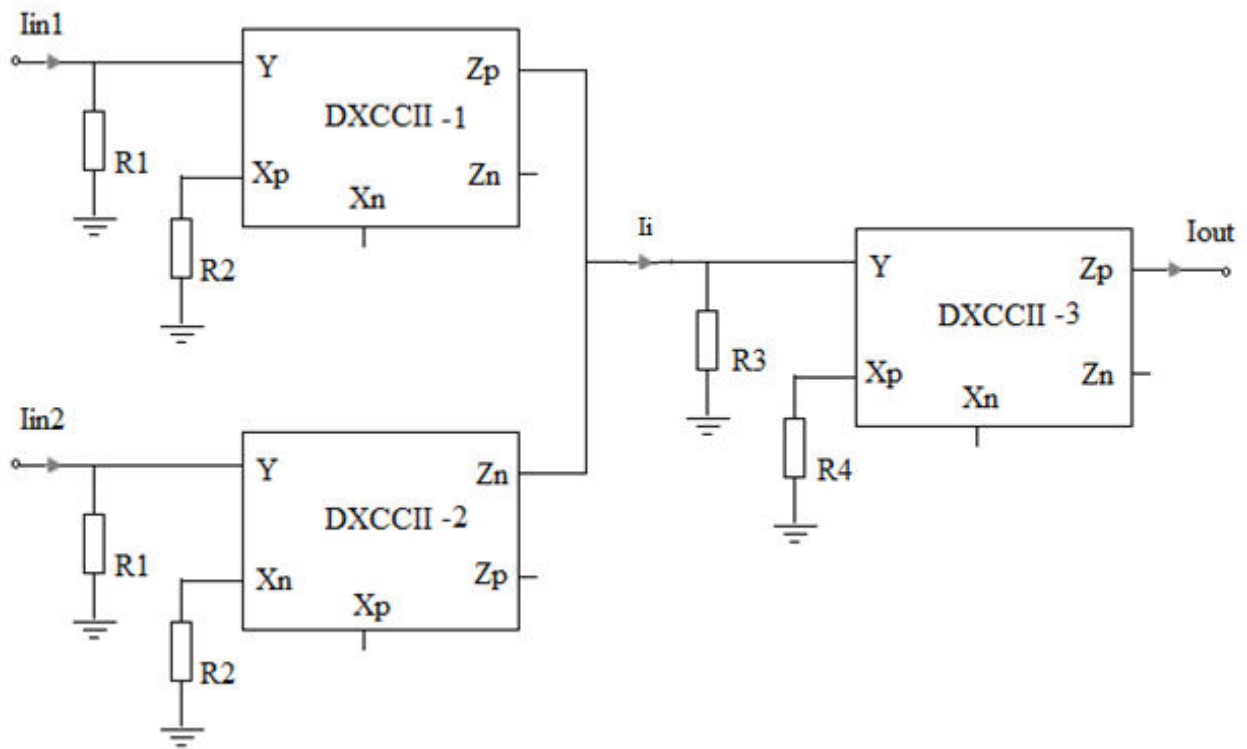 Iin1
Y
Zp
DXCCII -1
R1
Xp
Zn
Xn
R2
Ii
Iout
Y
Zp
DXCCII -3
R3
Xp
Zn
Xn
R4
Iin2
Y
Zn
DXCCII -2
R1
Xn
Zp
Xp
R2